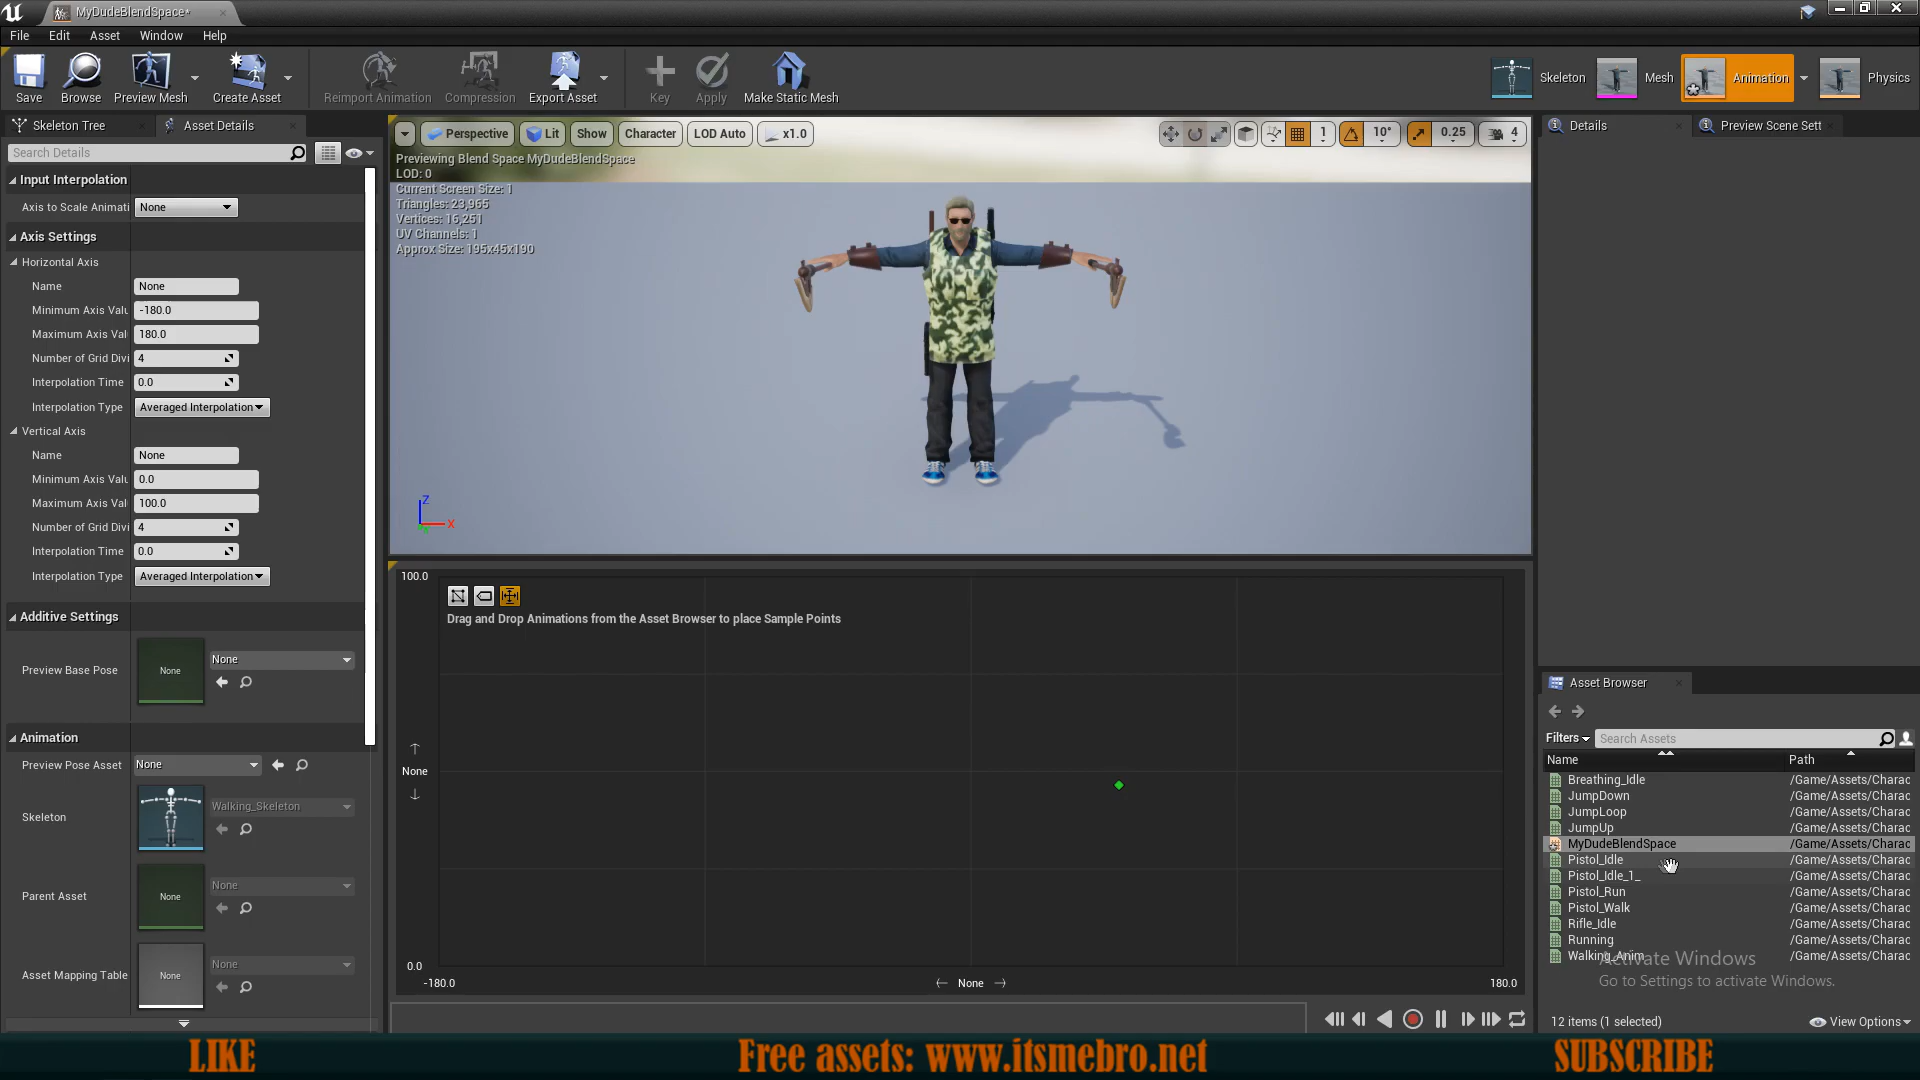 MyDudeBlendSpace*
File Edit Asset Window Help
Save Browse Preview Mesh Create Asset Reimport Animation Compression Export Asset Key Apply Make Static Mesh Skeleton Mesh Animation Physics
Skeleton Tree Asset Details
Search Details
Input Interpolation
Axis to Scale Animati None
Axis Settings
Horizontal Axis
Name None
Minimum Axis Valu -180.0
Maximum Axis Val 180.0
Number of Grid Divi 4
Interpolation Time 0.0
Interpolation Type Averaged Interpolation
Vertical Axis
Name None
Minimum Axis Valu 0.0
Maximum Axis Val 100.0
Number of Grid Divi 4
Interpolation Time 0.0
Interpolation Type Averaged Interpolation
Additive Settings
Preview Base Pose None None
Animation
Preview Pose Asset None
Skeleton Walking_Skeleton
Parent Asset None None
Asset Mapping Table None None
Perspective Lit Show Character LOD Auto x1.0 1 10° 0.25 4
Previewing Blend Space MyDudeBlendSpace
LOD: 0
Current Screen Size: 1
Triangles: 23,965
Vertices: 16,251
UV Channels: 1
Approx Size: 195x45x190
Z
X
100.0
Drag and Drop Animations from the Asset Browser to place Sample Points
None
0.0
-180.0 None 180.0
Details Preview Scene Sett
Asset Browser
Filters Search Assets
Name Path
Breathing_Idle /Game/Assets/Charac
JumpDown /Game/Assets/Charac
JumpLoop /Game/Assets/Charac
JumpUp /Game/Assets/Charac
MyDudeBlendSpace /Game/Assets/Charac
Pistol_Idle /Game/Assets/Charac
Pistol_Idle_1_ /Game/Assets/Charac
Pistol_Run /Game/Assets/Charac
Pistol_Walk /Game/Assets/Charac
Rifle_Idle /Game/Assets/Charac
Running /Game/Assets/Charac
Walking_Anim /Game/Assets/Charac
Activate Windows
Go to Settings to activate Windows.
12 items (1 selected) View Options
LIKE Free assets: www.itsmebro.net SUBSCRIBE